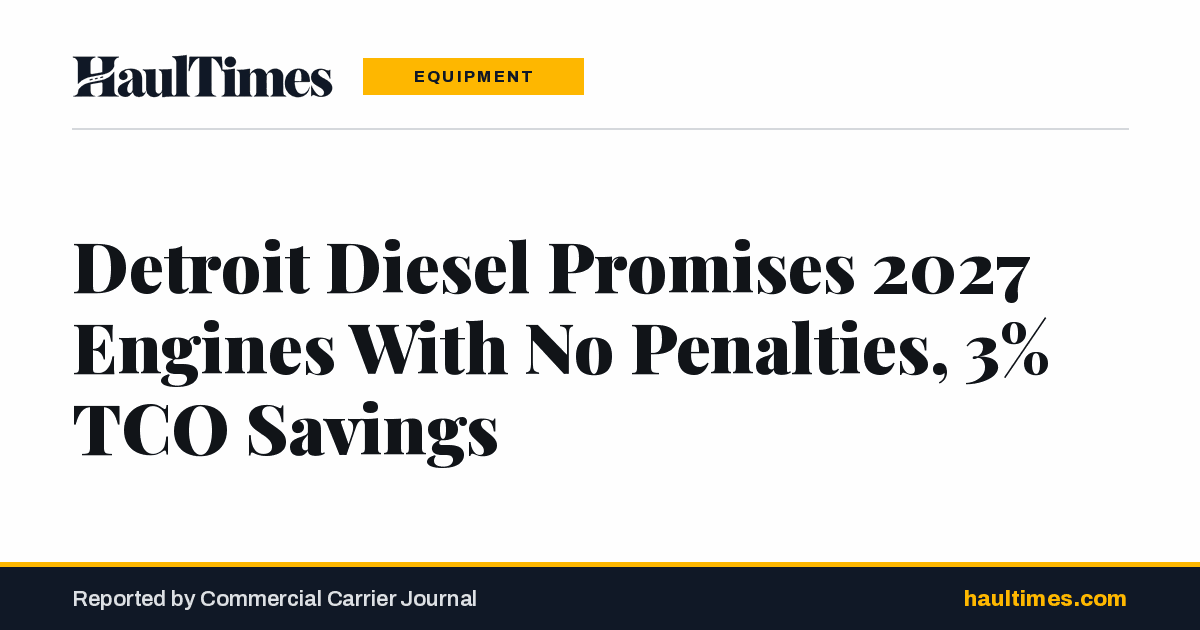 HaulTimes
EQUIPMENT
Detroit Diesel Promises 2027
Engines With No Penalties, 3%
TCO Savings
Reported by Commercial Carrier Journal
haultimes.com